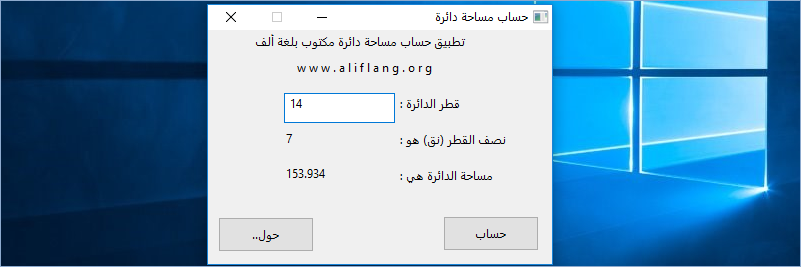 حساب مساحة دائرة
تطبيق حساب مساحة دائرة مكتوب بلغة ألف
www.aliflang.org
قطر الدائرة : 14
نصف القطر (نق) هو : 7
مساحة الدائرة هي : 153.934
حساب حول..